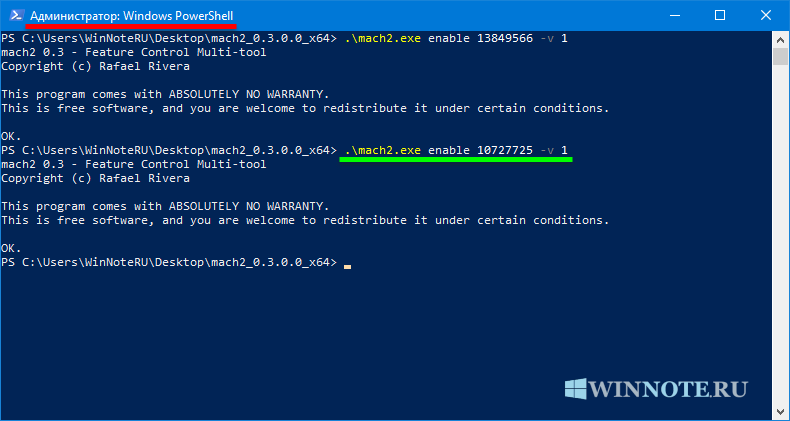 Администратор: Windows PowerShell
PS C:\Users\WinNoteRU\Desktop\mach2_0.3.0.0_x64> .\mach2.exe enable 13849566 -v 1
mach2 0.3 - Feature Control Multi-tool
Copyright (c) Rafael Rivera
This program comes with ABSOLUTELY NO WARRANTY.
This is free software, and you are welcome to redistribute it under certain conditions.
OK.
PS C:\Users\WinNoteRU\Desktop\mach2_0.3.0.0_x64> .\mach2.exe enable 10727725 -v 1
mach2 0.3 - Feature Control Multi-tool
Copyright (c) Rafael Rivera
This program comes with ABSOLUTELY NO WARRANTY.
This is free software, and you are welcome to redistribute it under certain conditions.
OK.
PS C:\Users\WinNoteRU\Desktop\mach2_0.3.0.0_x64>
WINNOTE.RU